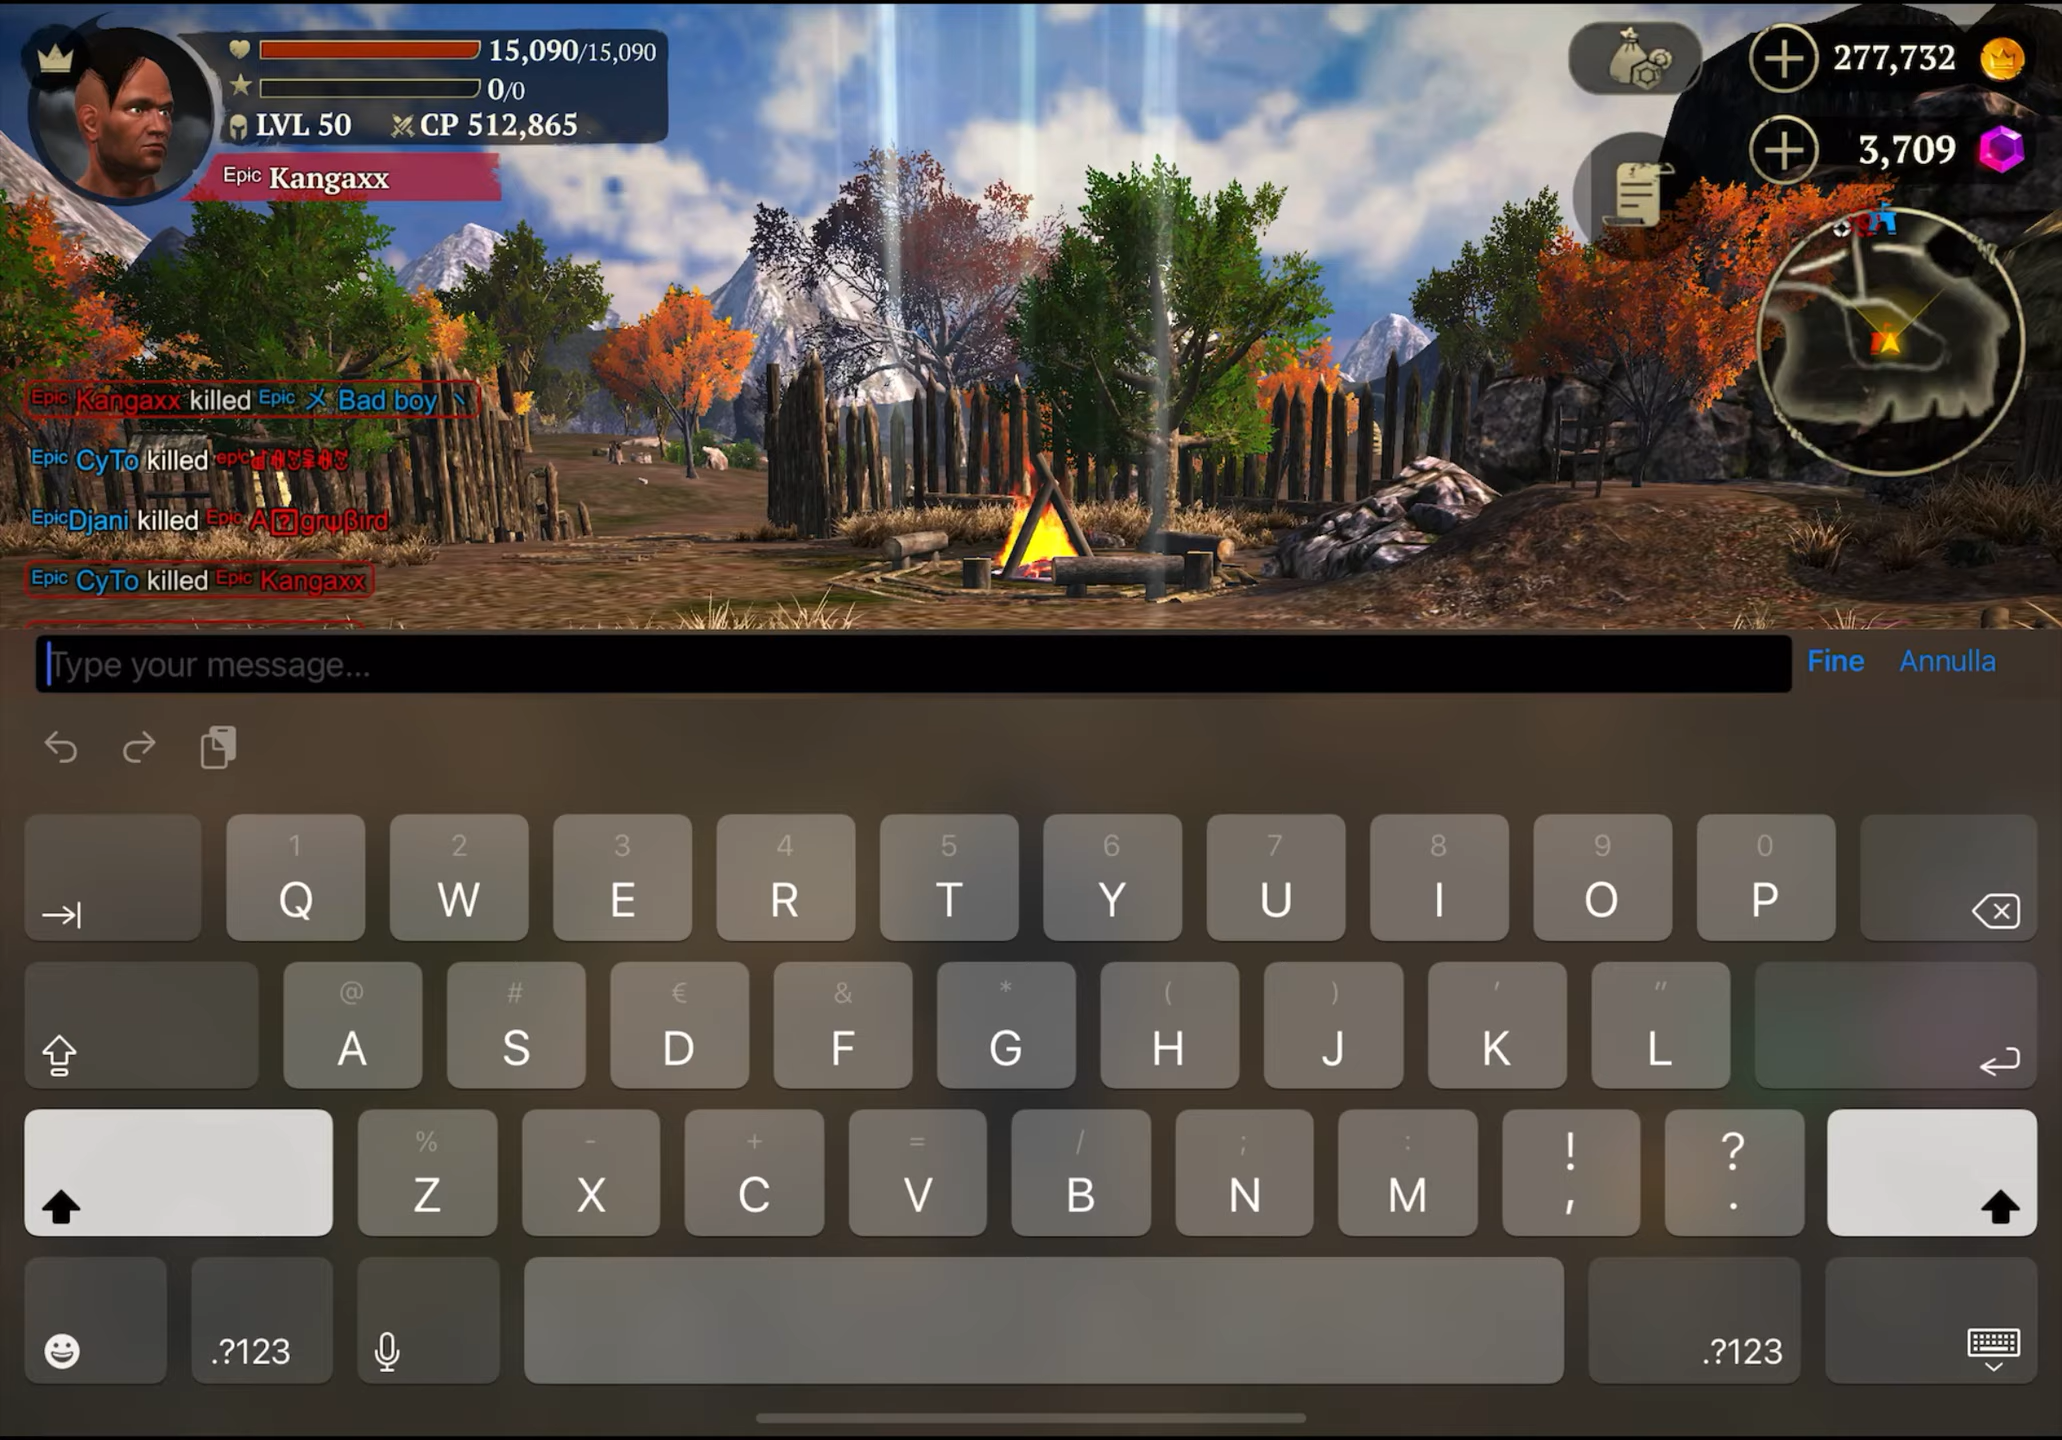 15,090/15,090
0/0
LVL 50 CP 512,865
Epic Kangaxx
277,732
3,709
Epic Kangaxx killed Epic メ Bad boy ヽ
Epic CyTo killed epic
EpicDjani killed Epic
Epic CyTo killed Epic Kangaxx
Type your message...
Fine Annulla
1 2 3 4 5 6 7 8 9 0
Q W E R T Y U I O P
@ # € & * ( ) ' "
A S D F G H J K L
% - + = / ; : ! ?
Z X C V B N M , .
.?123 .?123